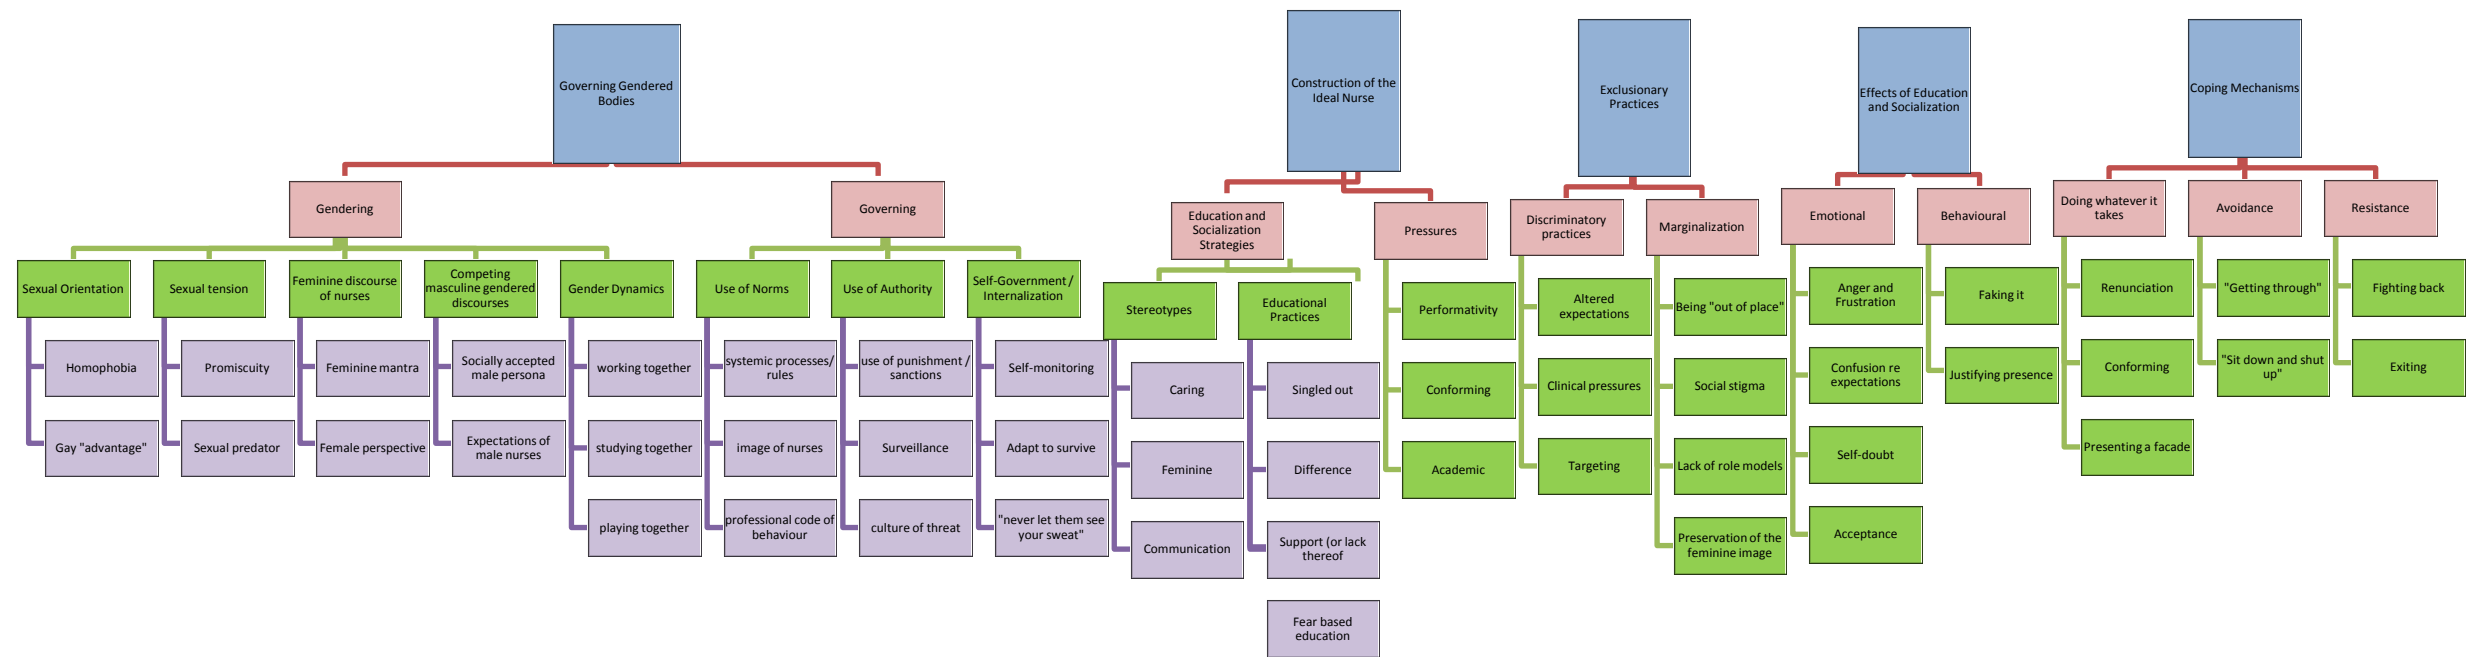 Governing Gendered
Bodies
Construction of the
Ideal Nurse
Exclusionary
Practices
Effects of Education
and Socialization
Coping Mechanisms
Gendering
Governing
Education and
Socialization
Strategies
Pressures
Discriminatory
practices
Marginalization
Emotional
Behavioural
Doing whatever it
takes
Avoidance
Resistance
Sexual Orientation
Sexual tension
Feminine discourse
of nurses
Competing
masculine gendered
discourses
Gender Dynamics
Use of Norms
Use of Authority
Self-Government /
Internalization
Stereotypes
Educational
Practices
Performativity
Altered
expectations
Being "out of place"
Anger and
Frustration
Faking it
Renunciation
"Getting through"
Fighting back
Homophobia
Promiscuity
Feminine mantra
Socially accepted
male persona
working together
systemic processes/
rules
use of punishment /
sanctions
Self-monitoring
Caring
Singled out
Conforming
Clinical pressures
Social stigma
Confusion re
expectations
Justifying presence
Conforming
"Sit down and shut
up"
Exiting
Gay "advantage"
Sexual predator
Female perspective
Expectations of
male nurses
studying together
image of nurses
Surveillance
Adapt to survive
Feminine
Difference
Academic
Targeting
Lack of role models
Self-doubt
Presenting a facade
playing together
professional code of
behaviour
culture of threat
"never let them see
your sweat"
Communication
Support (or lack
thereof
Preservation of the
feminine image
Acceptance
Fear based
education